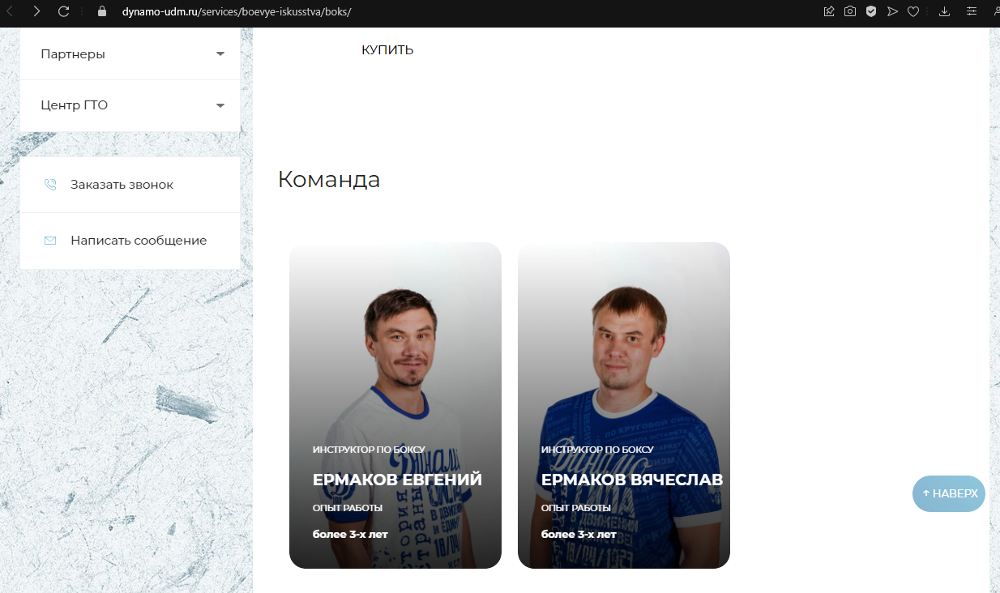 dynamo-udm.ru/services/boevye-iskusstva/boks/
Партнеры
Центр ГТО
Заказать звонок
Написать сообщение
КУПИТЬ
Команда
ИНСТРУКТОР ПО БОКСУ
ЕРМАКОВ ЕВГЕНИЙ
ОПЫТ РАБОТЫ
более 3-х лет
ИНСТРУКТОР ПО БОКСУ
ЕРМАКОВ ВЯЧЕСЛАВ
ОПЫТ РАБОТЫ
более 3-х лет
↑ НАВЕРХ